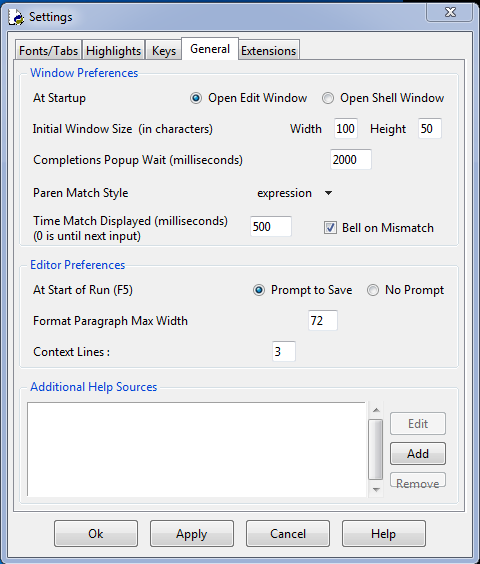 Settings
Fonts/Tabs Highlights Keys General Extensions
Window Preferences
At Startup Open Edit Window Open Shell Window
Initial Window Size (in characters) Width 100 Height 50
Completions Popup Wait (milliseconds) 2000
Paren Match Style expression
Time Match Displayed (milliseconds)
(0 is until next input) 500 Bell on Mismatch
Editor Preferences
At Start of Run (F5) Prompt to Save No Prompt
Format Paragraph Max Width 72
Context Lines : 3
Additional Help Sources
Edit
Add
Remove
Ok Apply Cancel Help